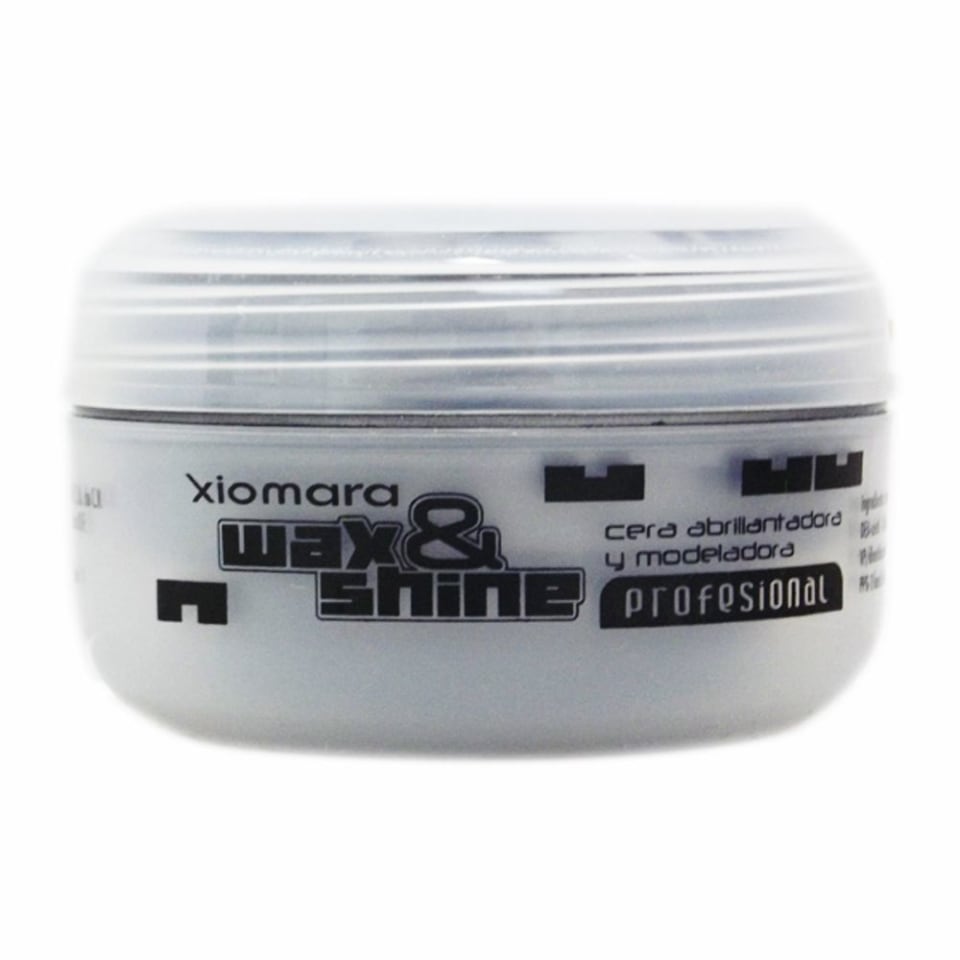 xiomara
wax &
shine
cera abrillantadora
y modeladora
profesional